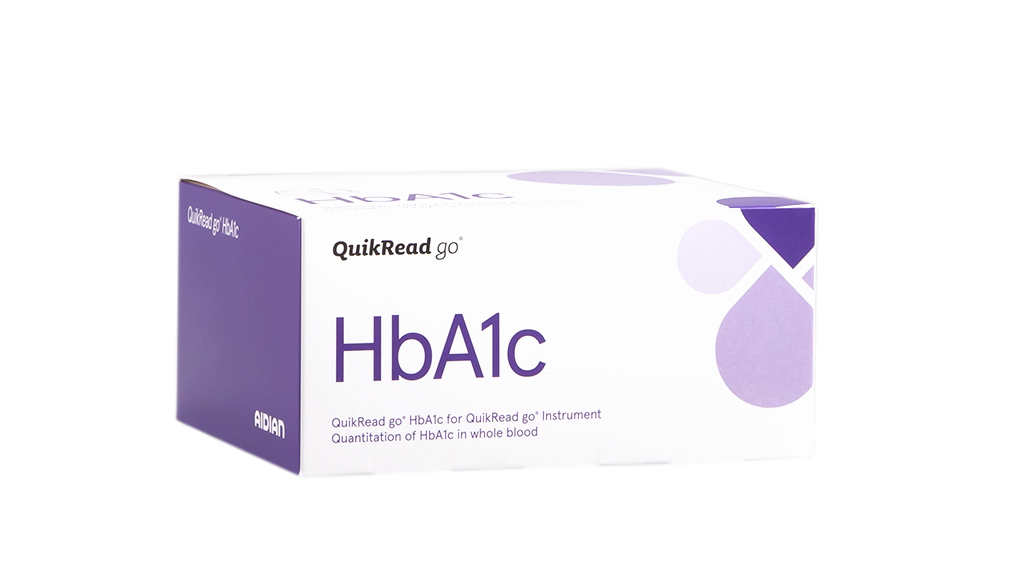 HbA1c
QuikRead go® HbA1c
AIDIAN
QuikRead go®
HbA1c
QuikRead go® HbA1c for QuikRead go® Instrument
Quantitation of HbA1c in whole blood